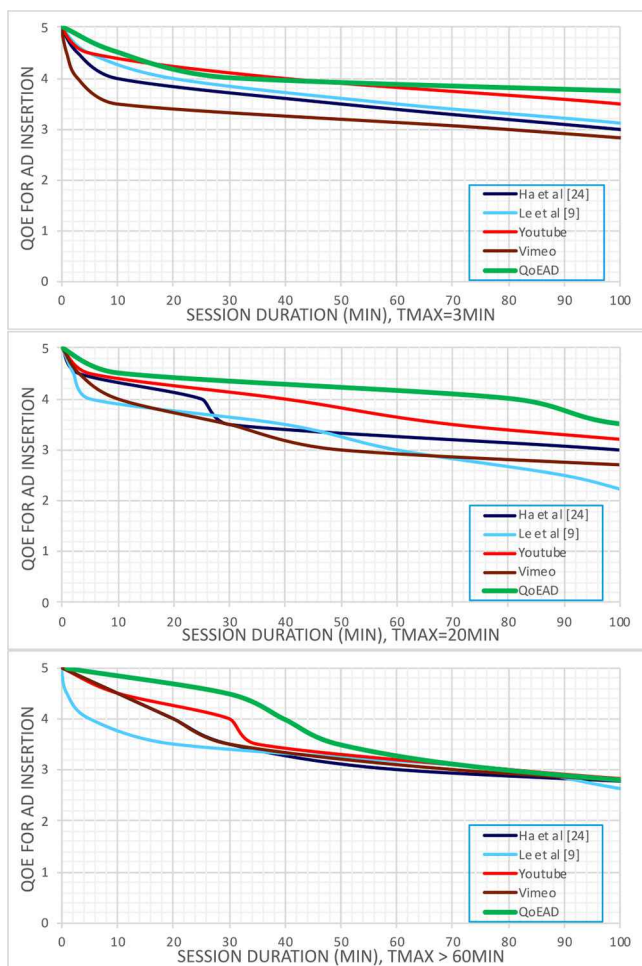 5
4
3
2
1
0
QOE FOR AD INSERTION
Ha et al [24]
Le et al [9]
Youtube
Vimeo
QoEAD
0 10 20 30 40 50 60 70 80 90 100
SESSION DURATION (MIN), TMAX=3MIN
5
4
3
2
1
0
QOE FOR AD INSERTION
Ha et al [24]
Le et al [9]
Youtube
Vimeo
QoEAD
0 10 20 30 40 50 60 70 80 90 100
SESSION DURATION (MIN), TMAX=20MIN
5
4
3
2
1
0
QOE FOR AD INSERTION
Ha et al [24]
Le et al [9]
Youtube
Vimeo
QoEAD
0 10 20 30 40 50 60 70 80 90 100
SESSION DURATION (MIN), TMAX > 60MIN